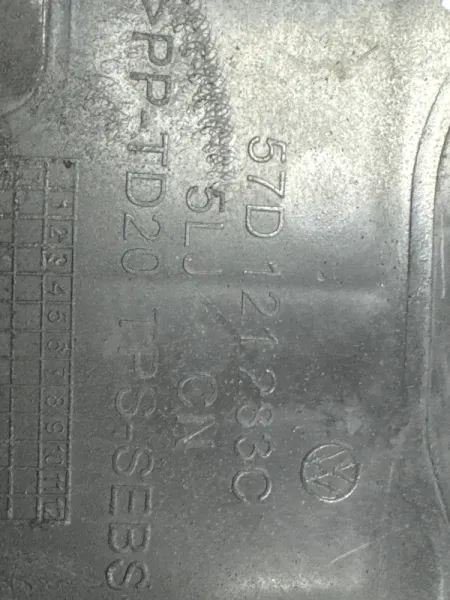 VW
57D 121 283C
5LJ CN
>PP-TD20 TPS-SEBS
1 2 3 4 5 6 7 8 9 10 11 12